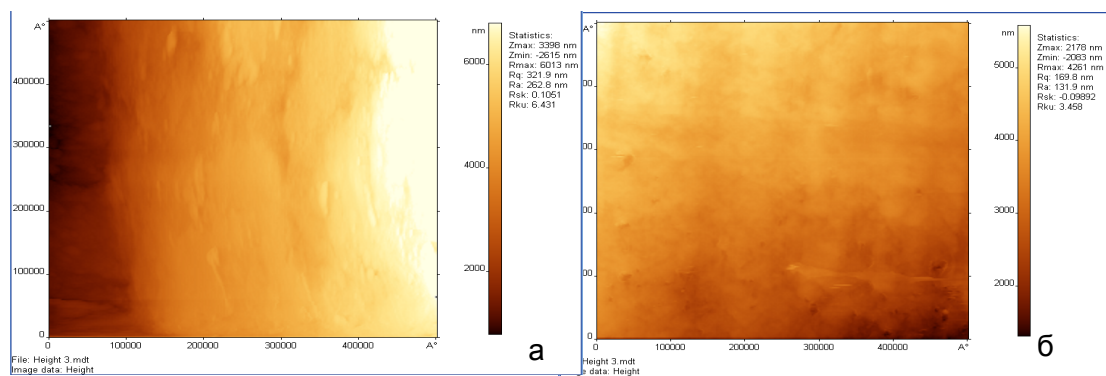 A°
400000
300000
200000
100000
0
0
100000
200000
300000
400000
A°
nm
6000
4000
2000
Statistics:
Zmax: 3398 nm
Zmin: -2615 nm
Rmax: 6013 nm
Rq: 321.9 nm
Ra: 262.8 nm
Rsk: 0.1051
Rku: 6.431
File: Height 3.mdt
Image data: Height
а
A°
0
100000
200000
300000
400000
A°
nm
5000
4000
3000
2000
Statistics:
Zmax: 2178 nm
Zmin: -2083 nm
Rmax: 4261 nm
Rq: 169.8 nm
Ra: 131.9 nm
Rsk: -0.09892
Rku: 3.458
Height 3.mdt
data: Height
б